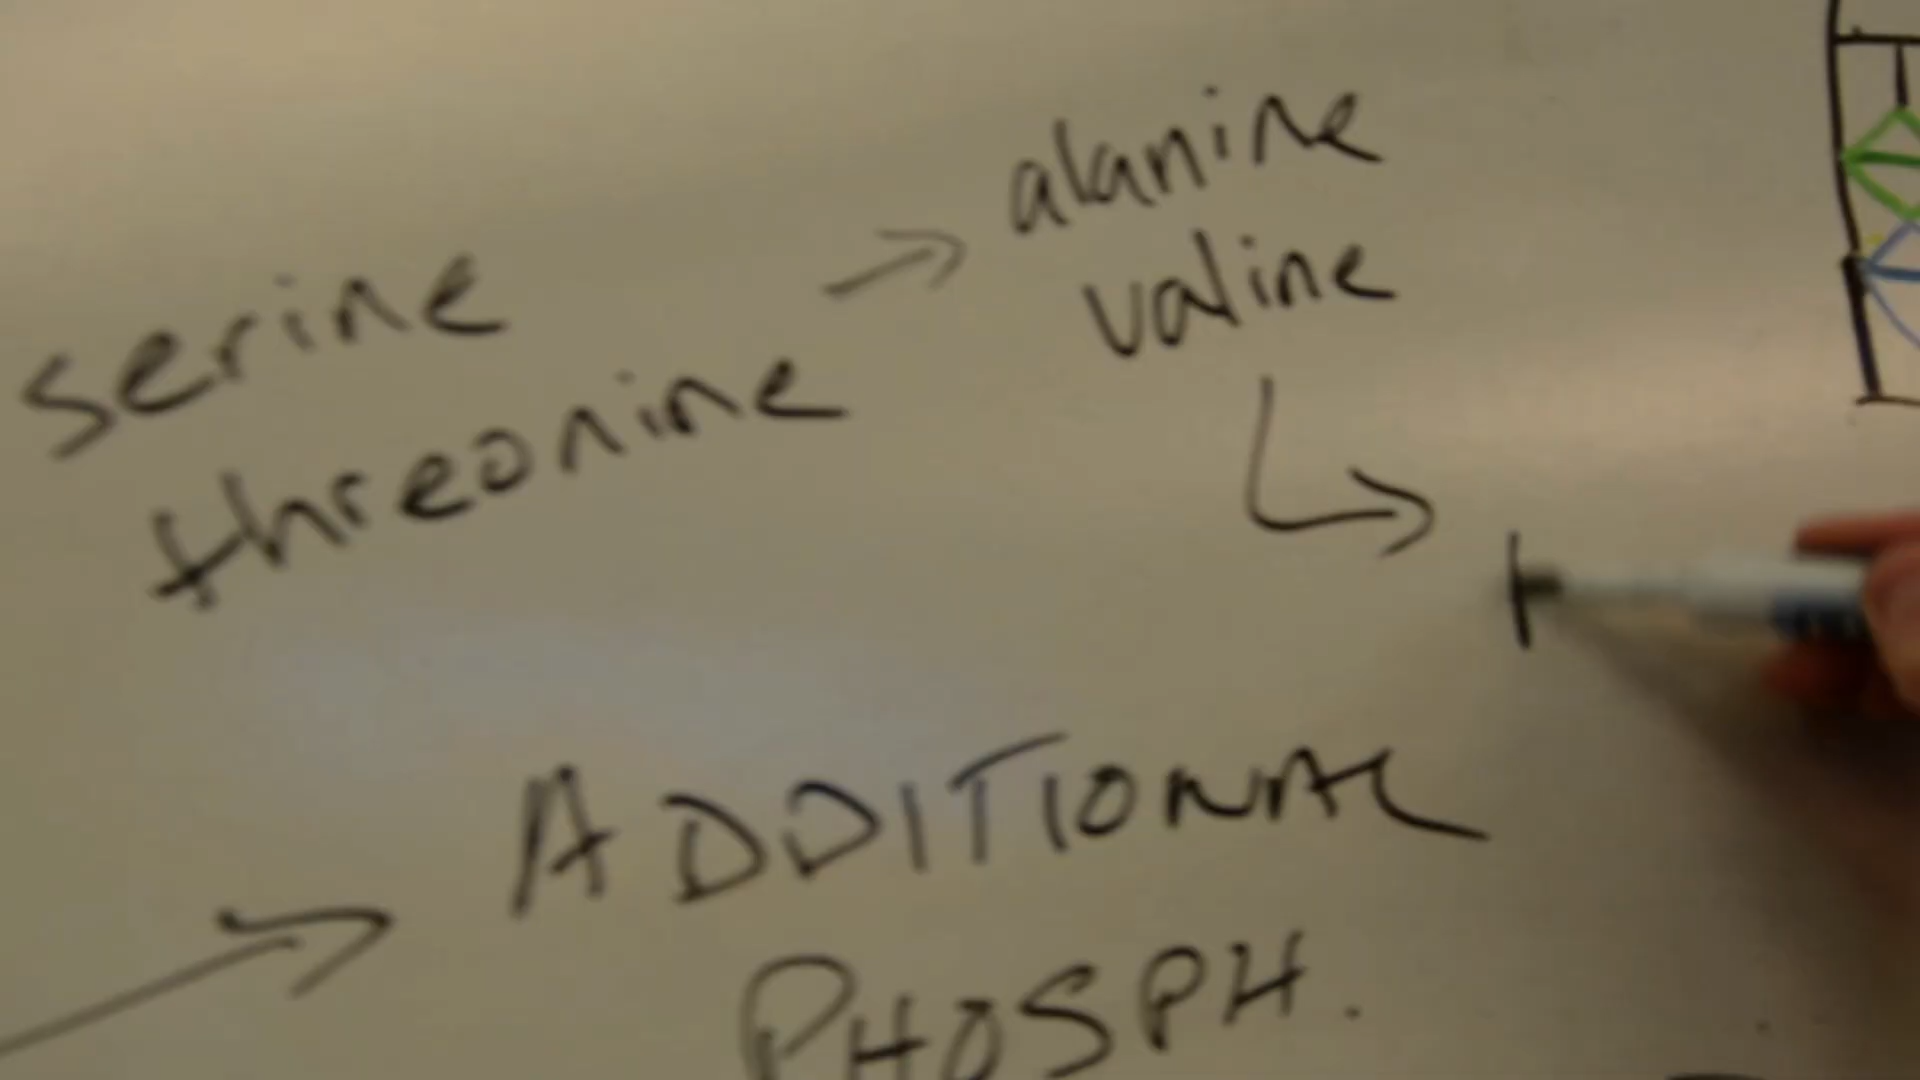 serine
threonine
alanine
valine
ADDITIONAL
PHOSPH.